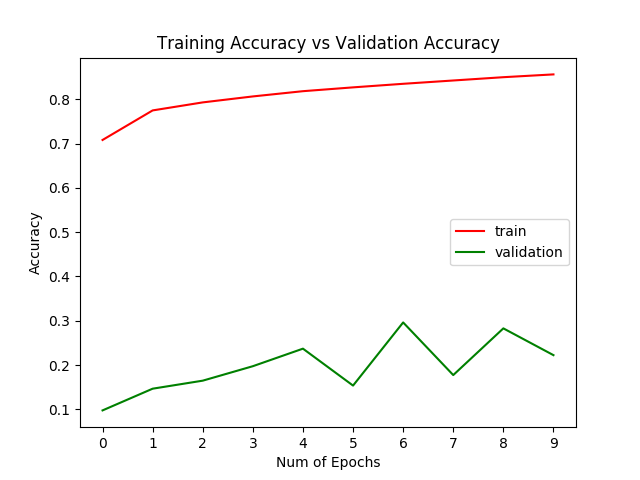 Training Accuracy vs Validation Accuracy
Accuracy
0.8
0.7
0.6
0.5
0.4
0.3
0.2
0.1
train
validation
0 1 2 3 4 5 6 7 8 9
Num of Epochs